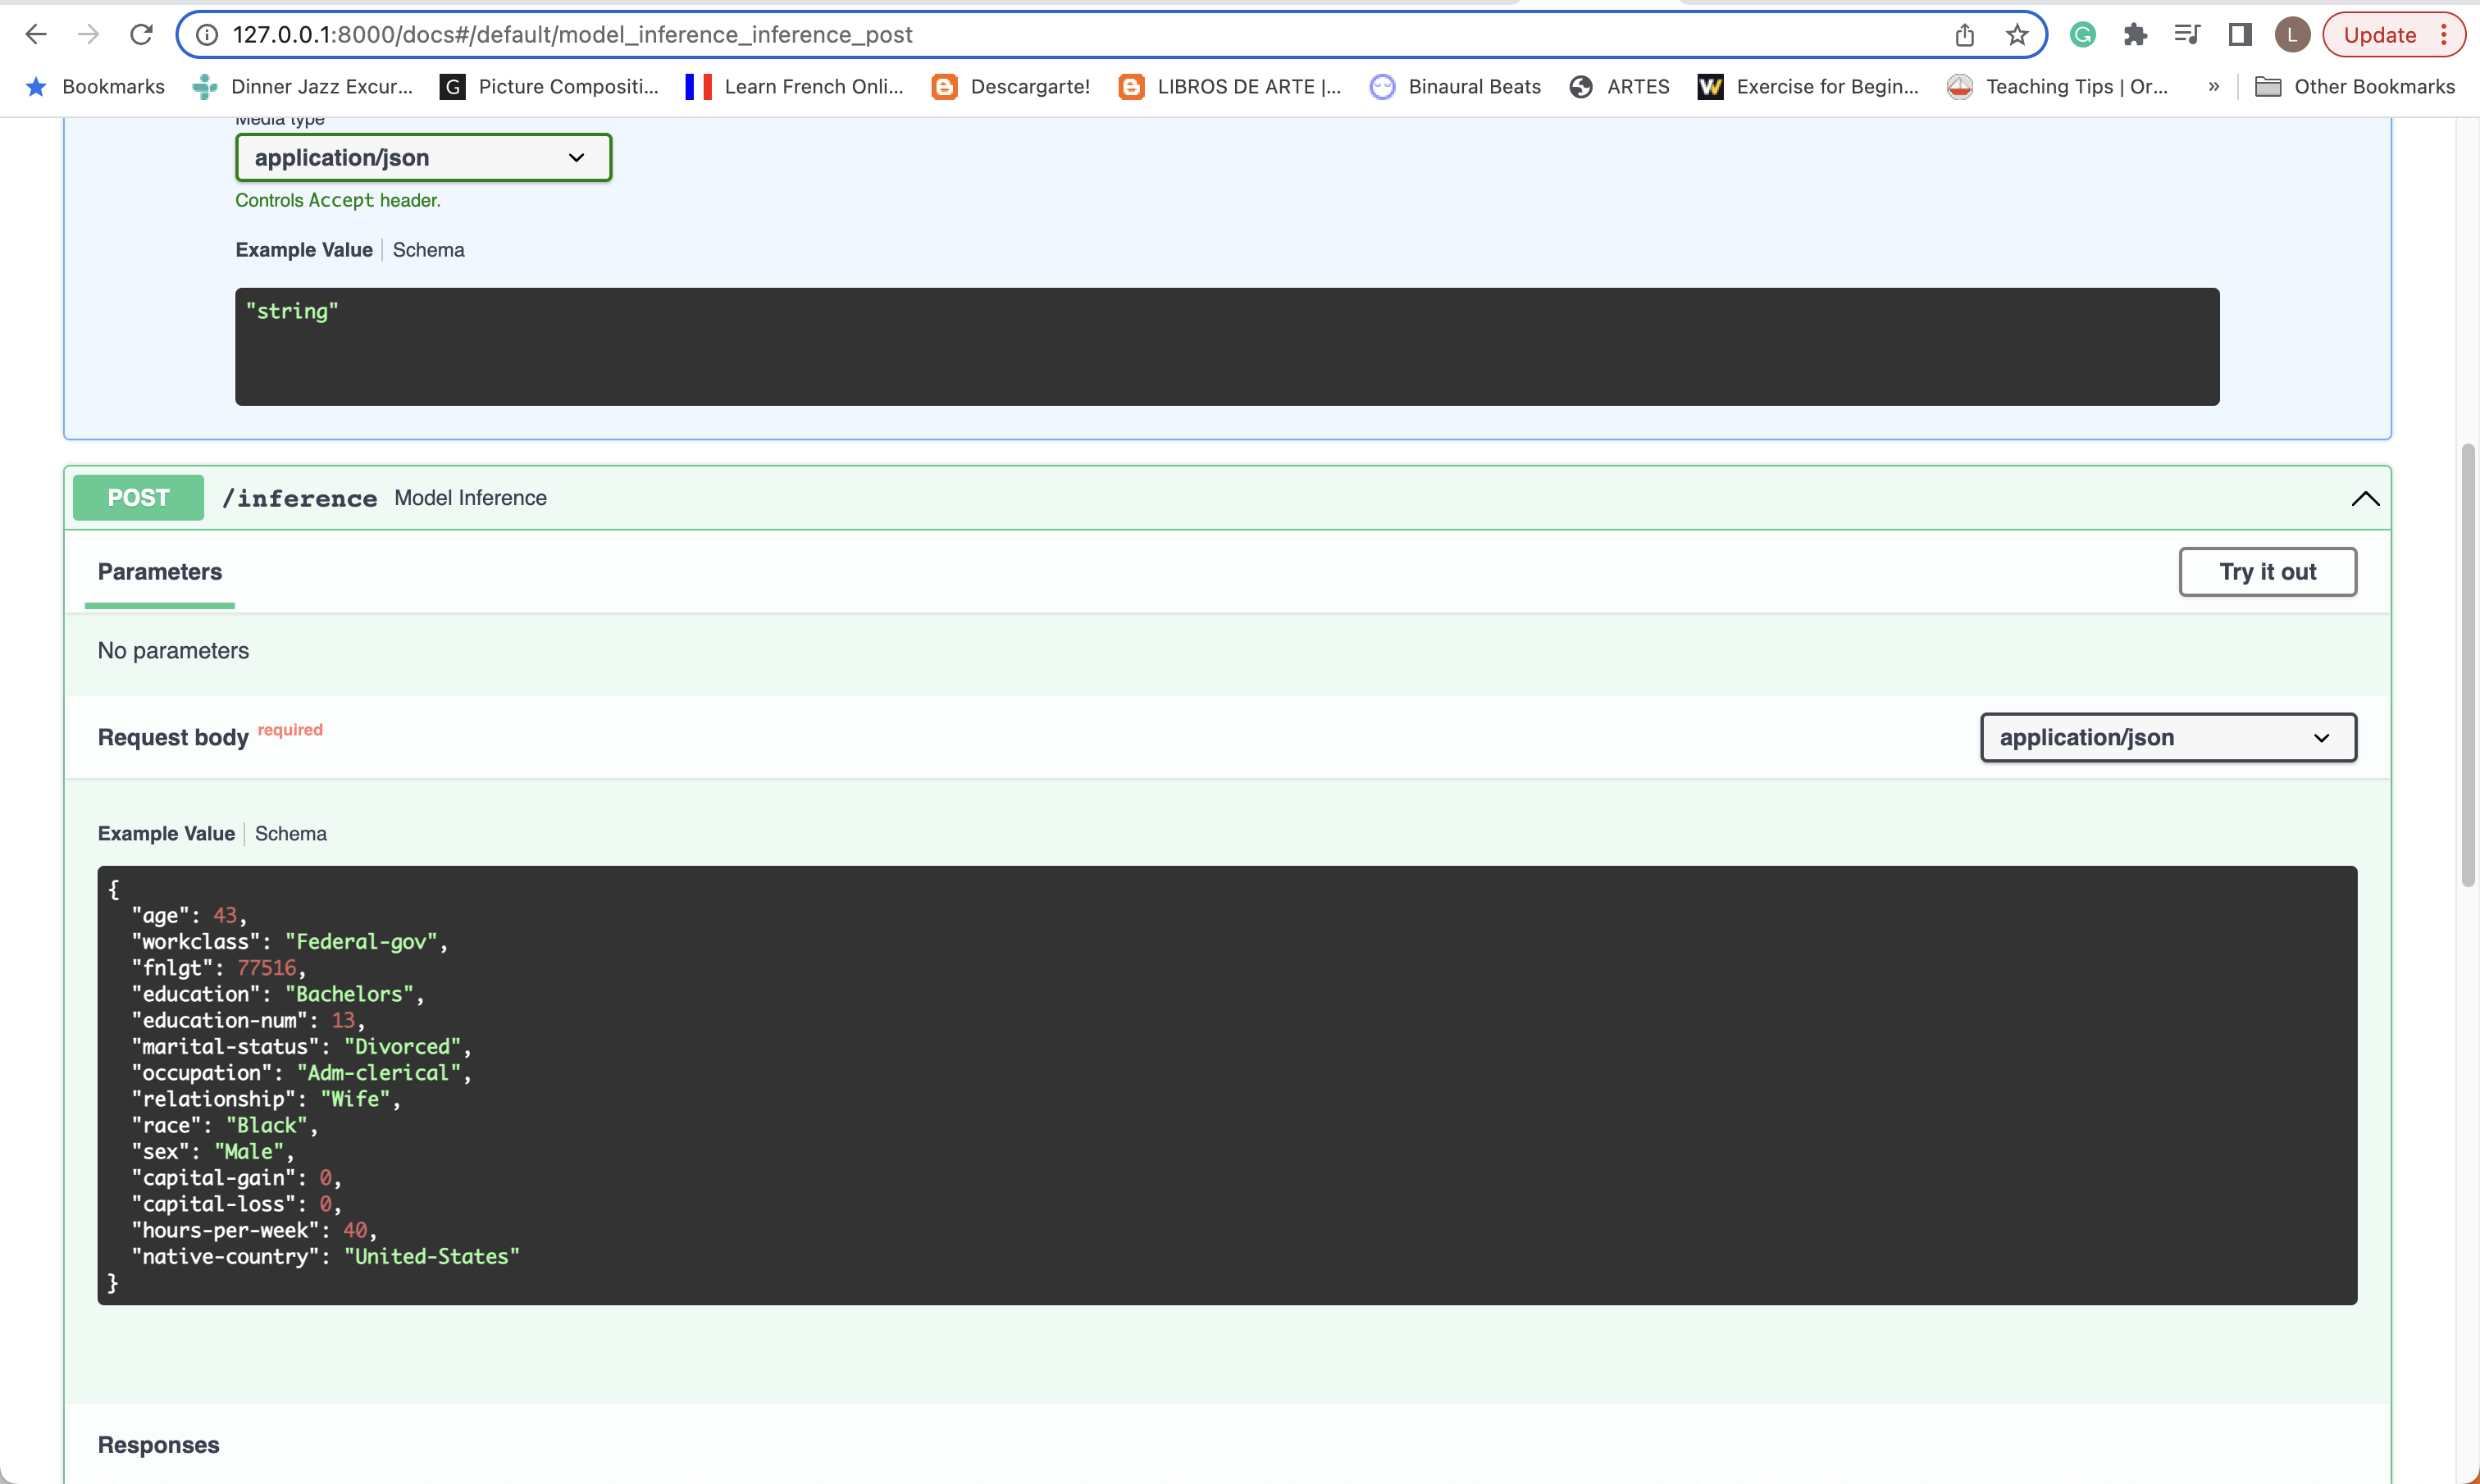 127.0.0.1:8000/docs#/default/model_inference_inference_post
L
Update
Bookmarks
Dinner Jazz Excur...
G
Picture Compositi...
Learn French Onli...
Descargarte!
LIBROS DE ARTE |...
Binaural Beats
ARTES
Exercise for Begin...
Teaching Tips | Or...
»
Other Bookmarks
Media type
application/json
Controls Accept header.
Example Value
Schema
"string"
POST
/inference
Model Inference
Parameters
Try it out
No parameters
Request body required
application/json
Example Value
Schema
{
"age": 43,
"workclass": "Federal-gov",
"fnlgt": 77516,
"education": "Bachelors",
"education-num": 13,
"marital-status": "Divorced",
"occupation": "Adm-clerical",
"relationship": "Wife",
"race": "Black",
"sex": "Male",
"capital-gain": 0,
"capital-loss": 0,
"hours-per-week": 40,
"native-country": "United-States"
}
Responses